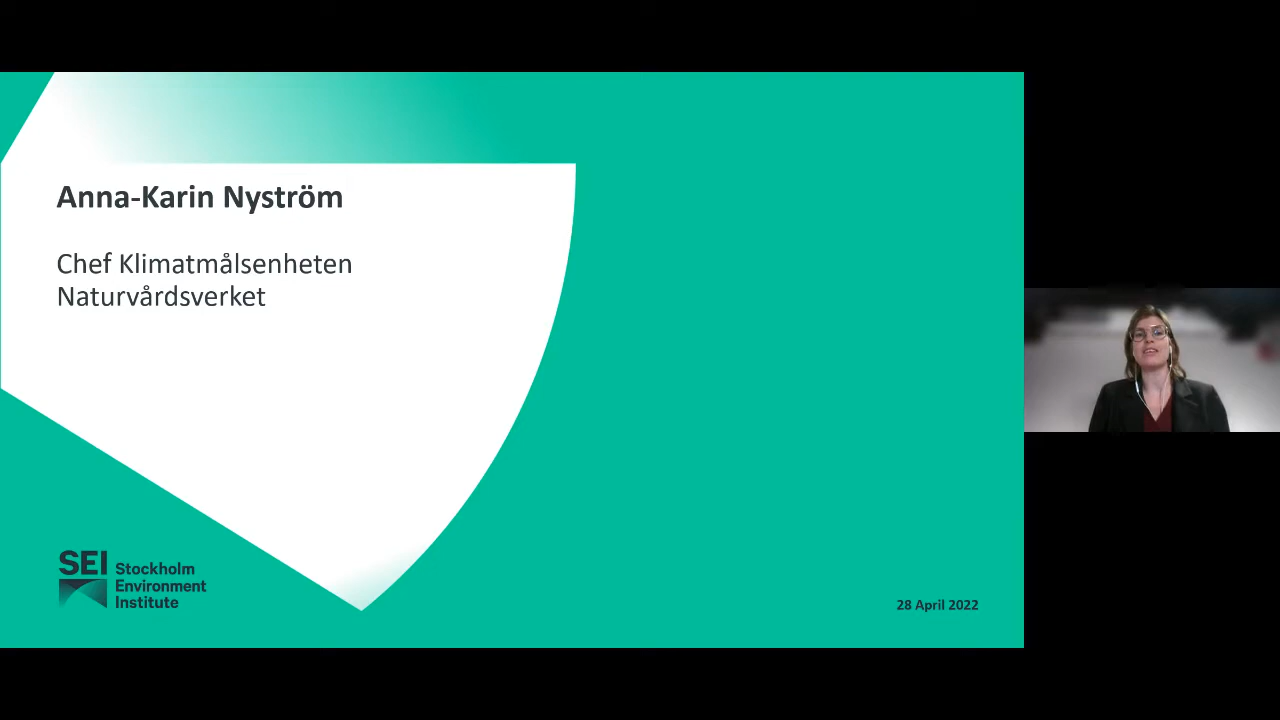 Anna-Karin Nyström
Chef Klimatmålsenheten
Naturvårdsverket
SEI
Stockholm
Environment
Institute
28 April 2022